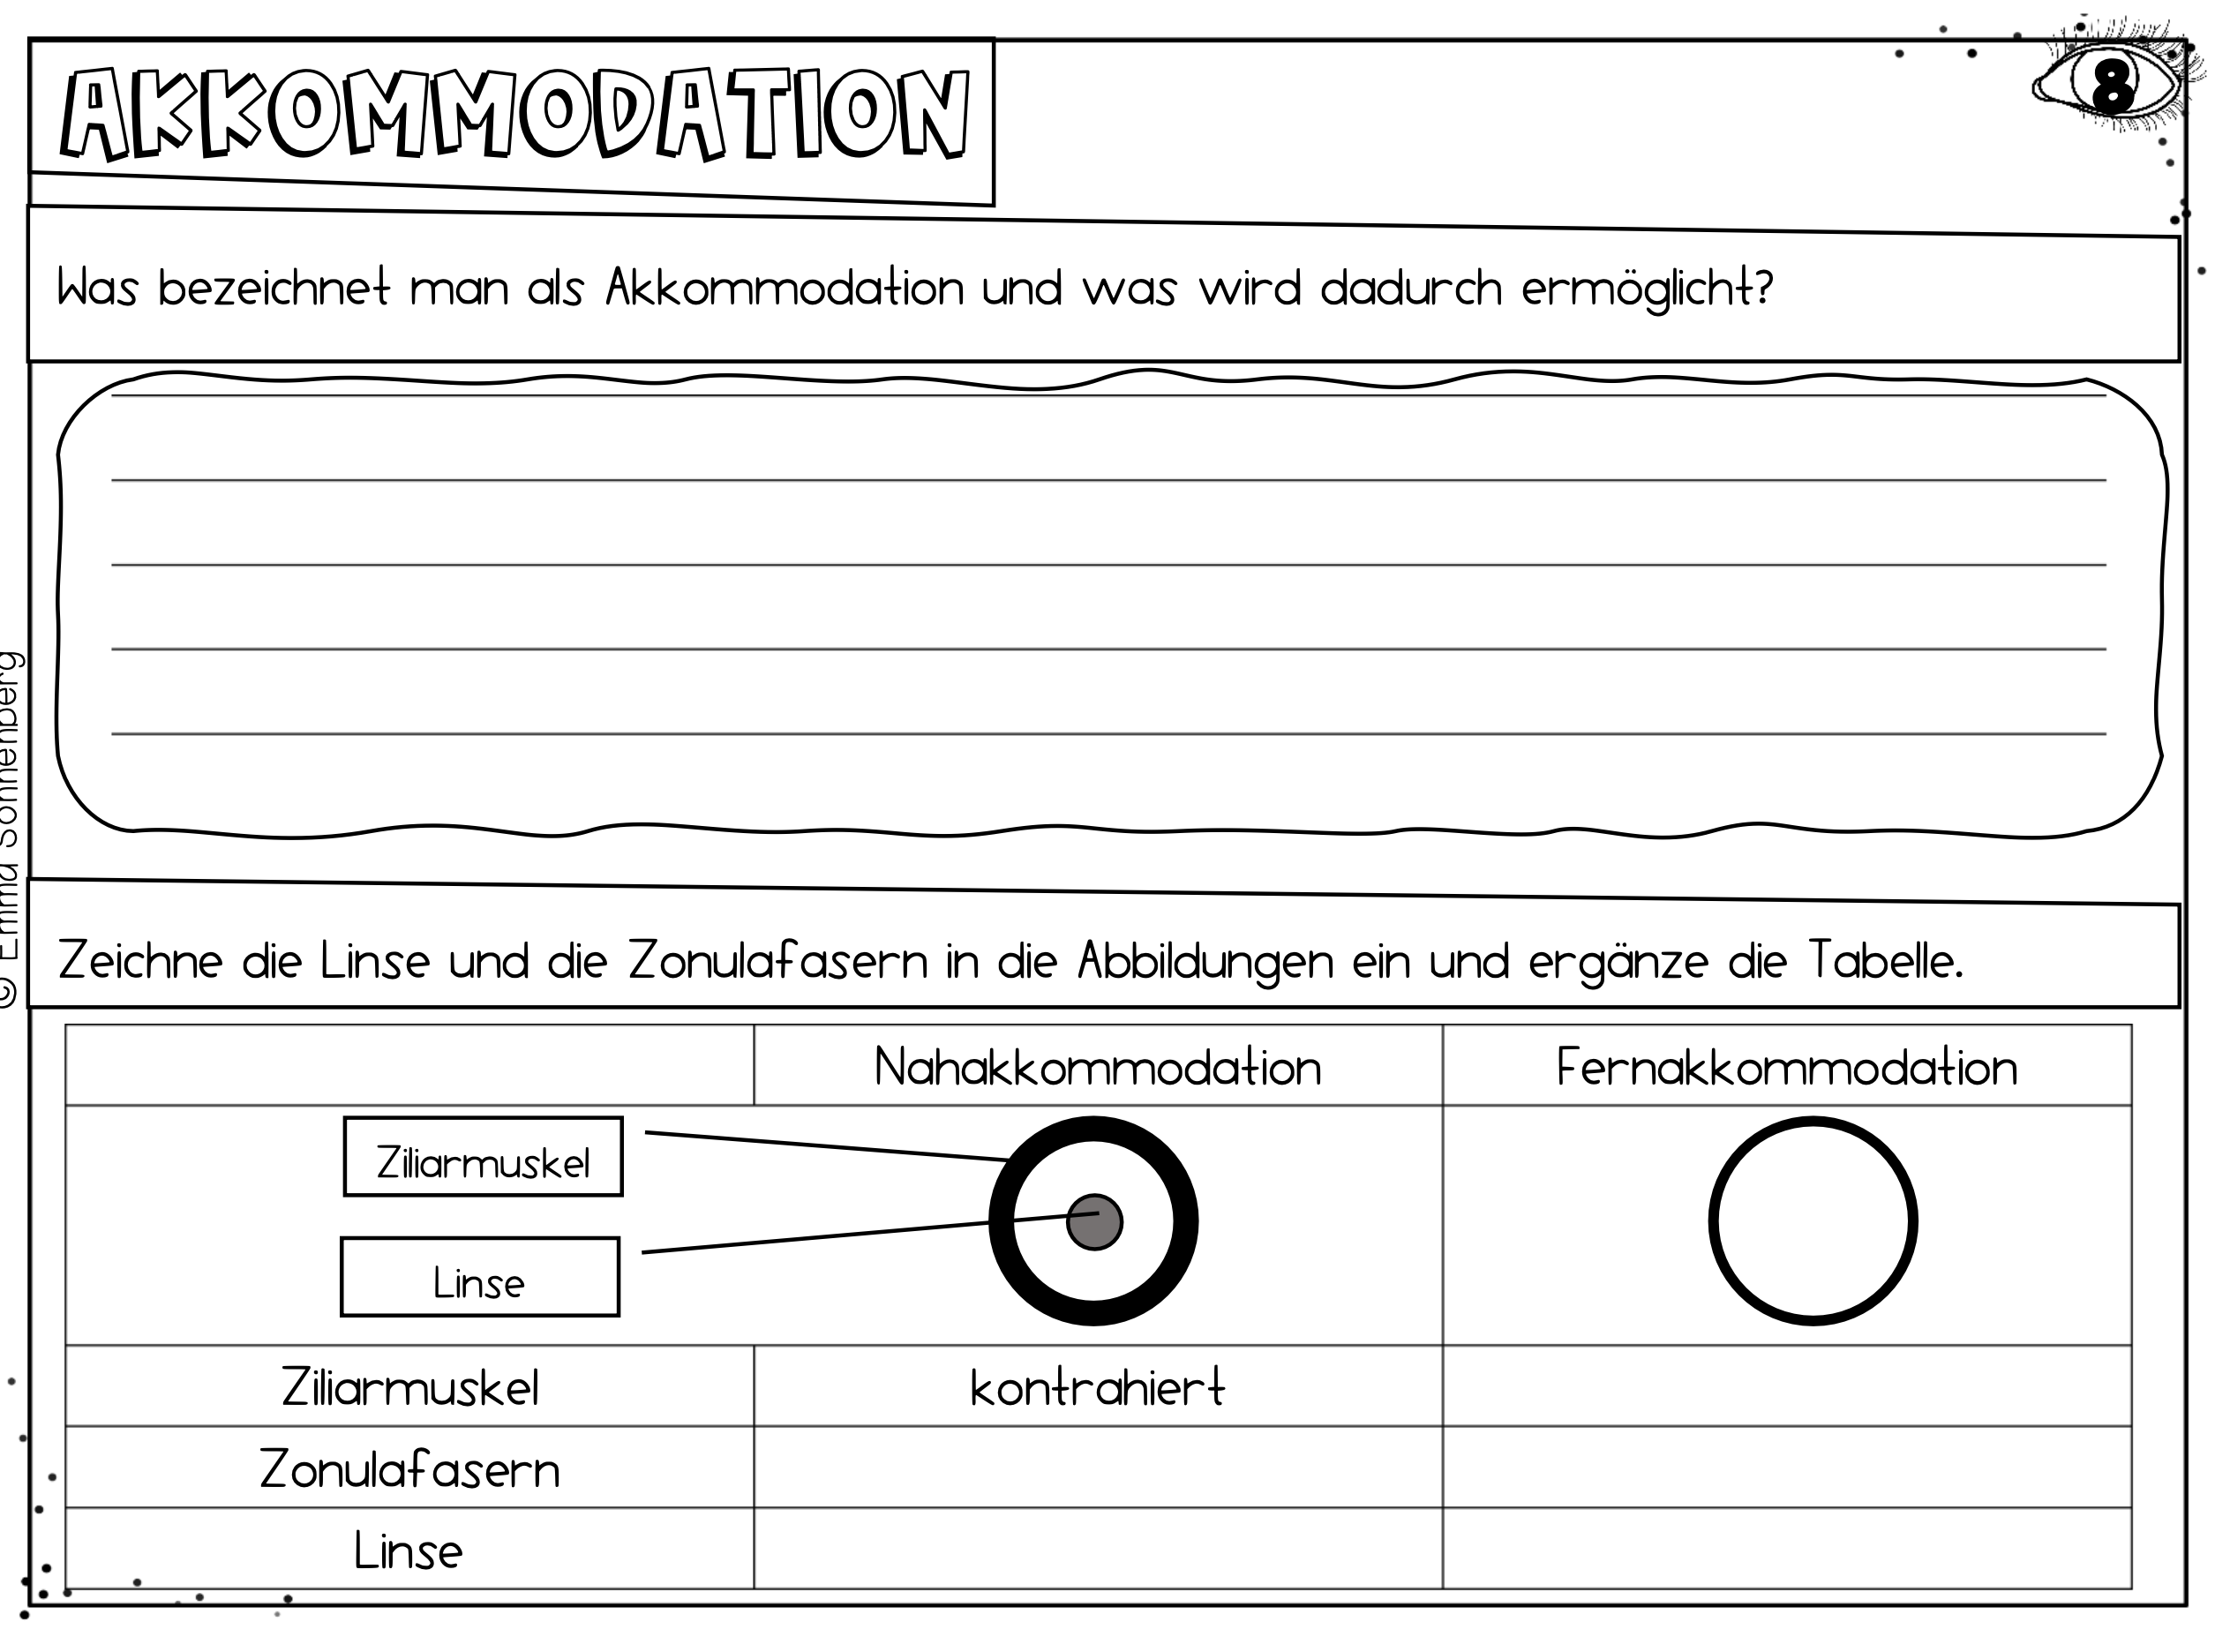 AKKOMMODATION
8
Was bezeichnet man als Akkommodation und was wird dadurch ermöglicht?
© Emma Sonnenberg
Zeichne die Linse und die Zonulafasern in die Abbildungen ein und ergänze die Tabelle.
Nahakkommodation Fernakkommodation
Ziliarmuskel
Linse
Ziliarmuskel kontrahiert
Zonulafasern
Linse